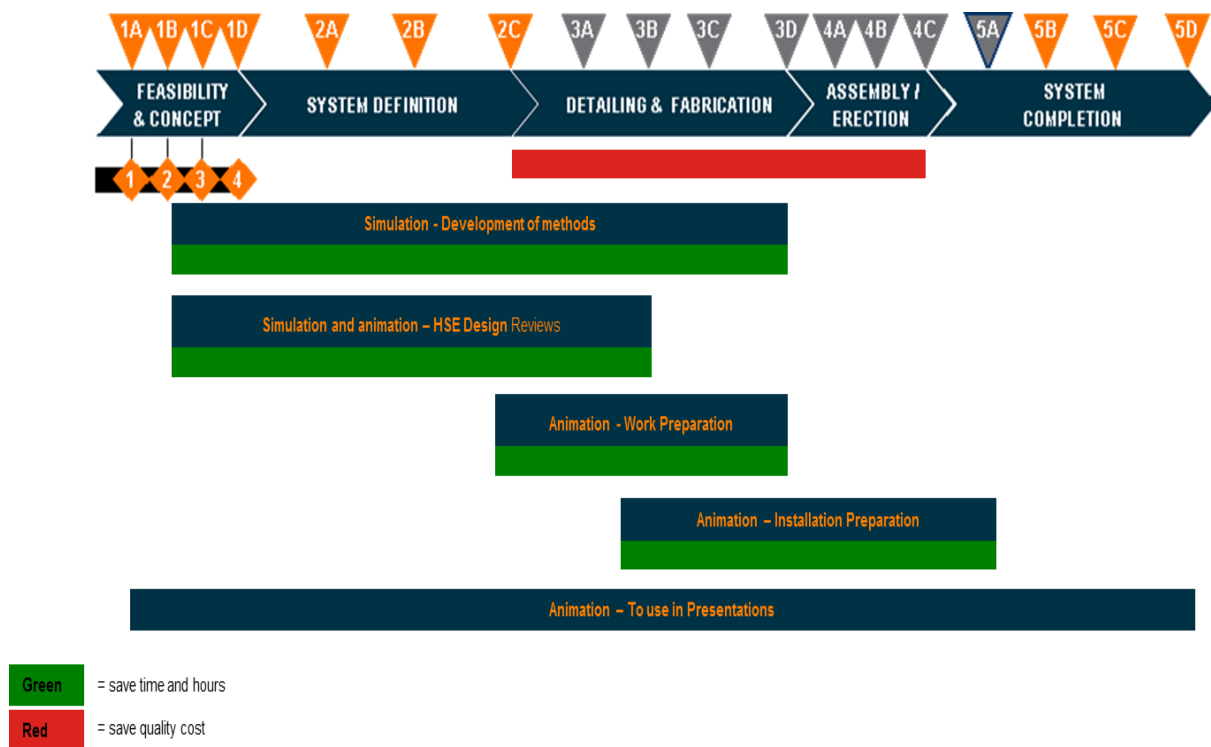 1A 1B 1C 1D 2A 2B 2C 3A 3B 3C 3D 4A 4B 4C 5A 5B 5C 5D
FEASIBILITY
& CONCEPT
SYSTEM DEFINITION
DETAILING & FABRICATION
ASSEMBLY /
ERECTION
SYSTEM
COMPLETION
1 2 3 4
Simulation - Development of methods
Simulation and animation – HSE Design Reviews
Animation - Work Preparation
Animation – Installation Preparation
Animation – To use in Presentations
Green = save time and hours
Red = save quality cost